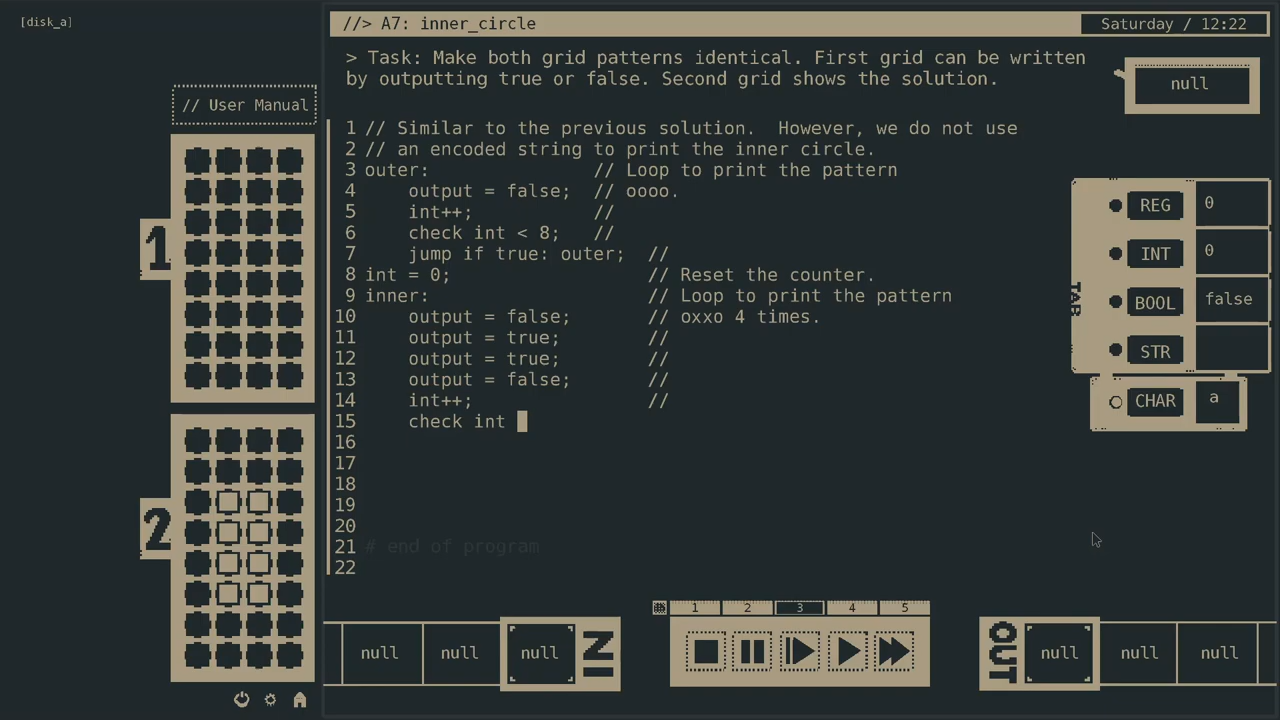 [disk_a]
//> A7: inner_circle
Saturday / 12:22
> Task: Make both grid patterns identical. First grid can be written
by outputting true or false. Second grid shows the solution.
null
// User Manual
1 // Similar to the previous solution.  However, we do not use
2 // an encoded string to print the inner circle.
3 outer:                // Loop to print the pattern
4     output = false;  // oooo.
5     int++;           //
6     check int < 8;   //
7     jump if true: outer;  //
8 int = 0;                  // Reset the counter.
9 inner:                    // Loop to print the pattern
10     output = false;       // oxxo 4 times.
11     output = true;        //
12     output = true;        //
13     output = false;       //
14     int++;                //
15     check int
16
17
18
19
20
21 # end of program
22
1
2
TAB
REG 0
INT 0
BOOL false
STR
CHAR a
1 2 3 4 5
null null null IN
OUT null null null